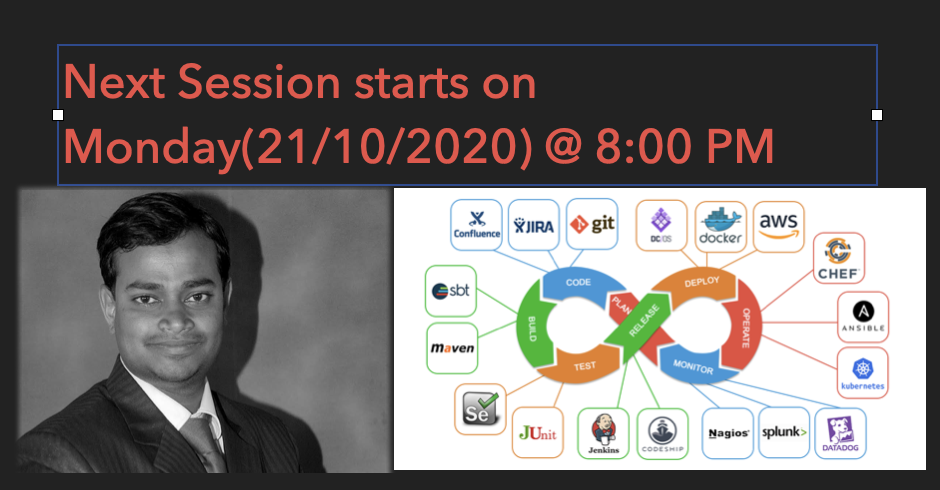 Next Session starts on
Monday(21/10/2020) @ 8:00 PM
Confluence
JIRA
git
DC/OS
docker
aws
CHEF
sbt
CODE
PLAN
DEPLOY
BUILD
RELEASE
OPERATE
ANSIBLE
maven
TEST
MONITOR
kubernetes
Se
JUnit
Jenkins
CODESHIP
Nagios
splunk>
DATADOG